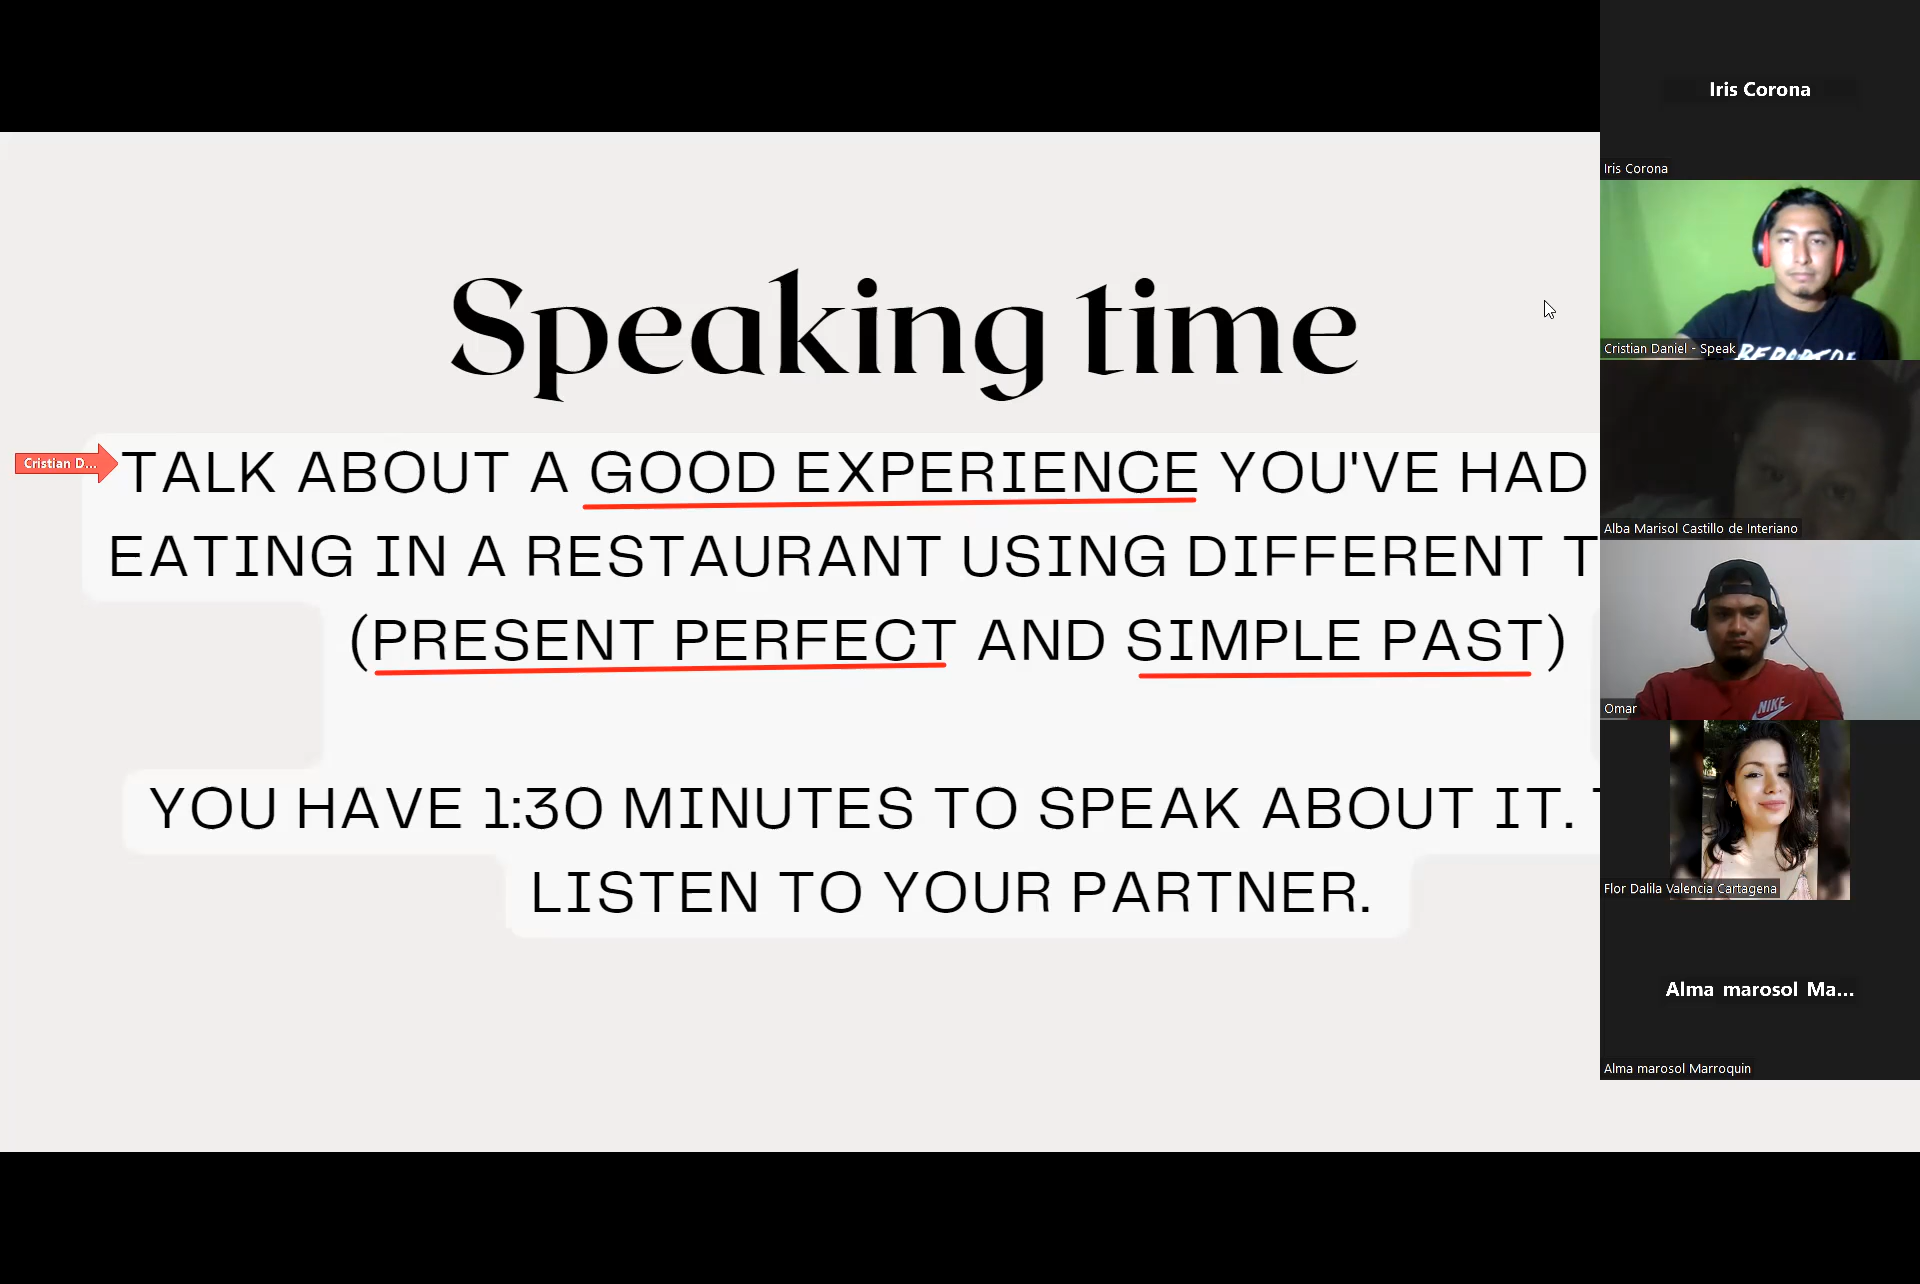 Speaking time
Cristian D...
TALK ABOUT A GOOD EXPERIENCE YOU'VE HAD
EATING IN A RESTAURANT USING DIFFERENT T
(PRESENT PERFECT AND SIMPLE PAST)
YOU HAVE 1:30 MINUTES TO SPEAK ABOUT IT.
LISTEN TO YOUR PARTNER.
Iris Corona
Iris Corona
Cristian Daniel - Speak
Alba Marisol Castillo de Interiano
NIKE
Omar
Flor Dalila Valencia Cartagena
Alma marosol Ma...
Alma marosol Marroquin